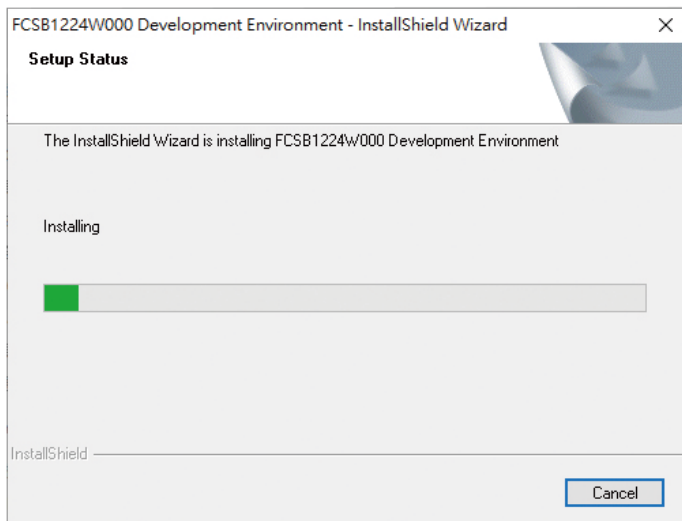 FCSB1224W000 Development Environment - InstallShield Wizard
Setup Status
The InstallShield Wizard is installing FCSB1224W000 Development Environment
Installing
InstallShield
Cancel